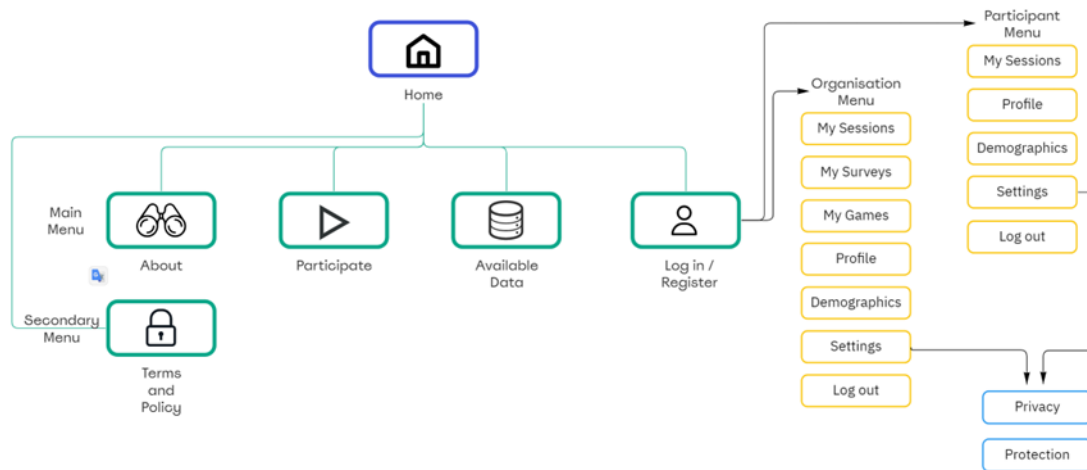 Home
Main
Menu
About
Participate
Available
Data
Log in /
Register
Secondary
Menu
Terms
and
Policy
Organisation
Menu
My Sessions
My Surveys
My Games
Profile
Demographics
Settings
Log out
Participant
Menu
My Sessions
Profile
Demographics
Settings
Log out
Privacy
Protection